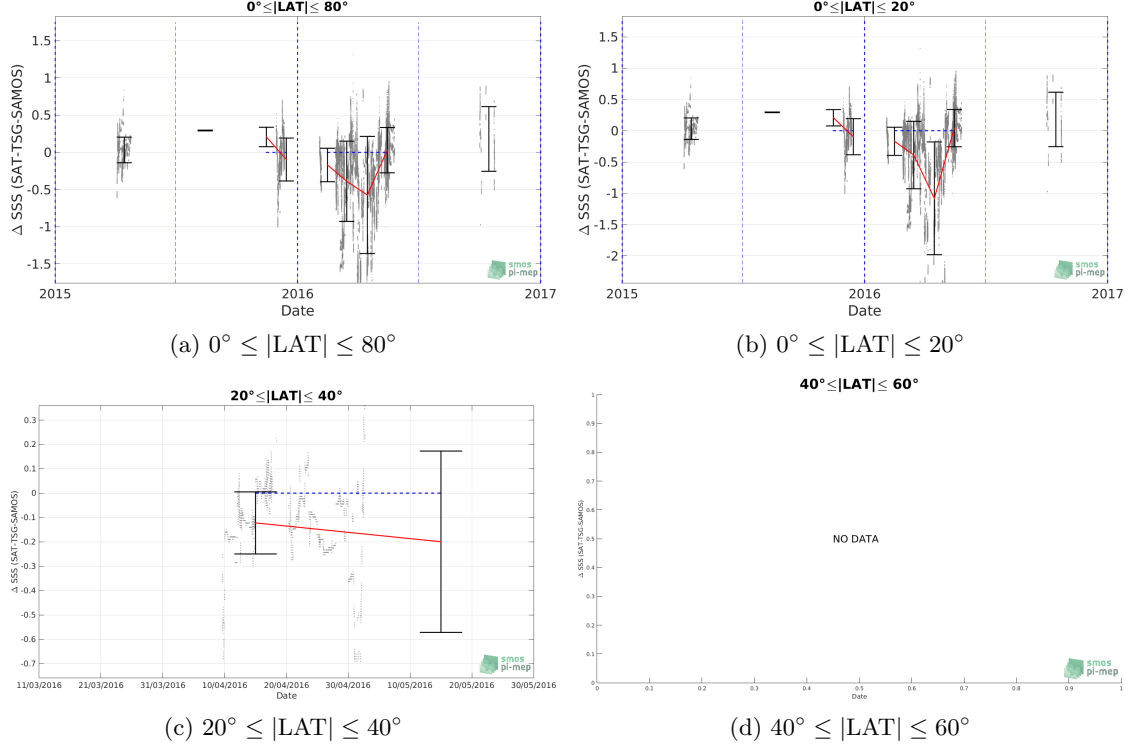 0°≤|LAT|≤ 80°
1.5
1
0.5
0
-0.5
-1
-1.5
Δ SSS (SAT-TSG-SAMOS)
2015
2016
2017
Date
smos
pi-mep
(a) 0° ≤ |LAT| ≤ 80°
0°≤|LAT|≤ 20°
1.5
1
0.5
0
-0.5
-1
-1.5
-2
Δ SSS (SAT-TSG-SAMOS)
2015
2016
2017
Date
smos
pi-mep
(b) 0° ≤ |LAT| ≤ 20°
20°≤|LAT|≤ 40°
0.3
0.2
0.1
0
-0.1
-0.2
-0.3
-0.4
-0.5
-0.6
-0.7
Δ SSS (SAT-TSG-SAMOS)
11/03/2016
21/03/2016
31/03/2016
10/04/2016
20/04/2016
30/04/2016
10/05/2016
20/05/2016
30/05/2016
Date
smos
pi-mep
(c) 20° ≤ |LAT| ≤ 40°
40°≤|LAT|≤ 60°
1
0.9
0.8
0.7
0.6
0.5
0.4
0.3
0.2
0.1
0
Δ SSS (SAT-TSG-SAMOS)
NO DATA
0
0.1
0.2
0.3
0.4
0.5
0.6
0.7
0.8
0.9
1
Date
smos
pi-mep
(d) 40° ≤ |LAT| ≤ 60°